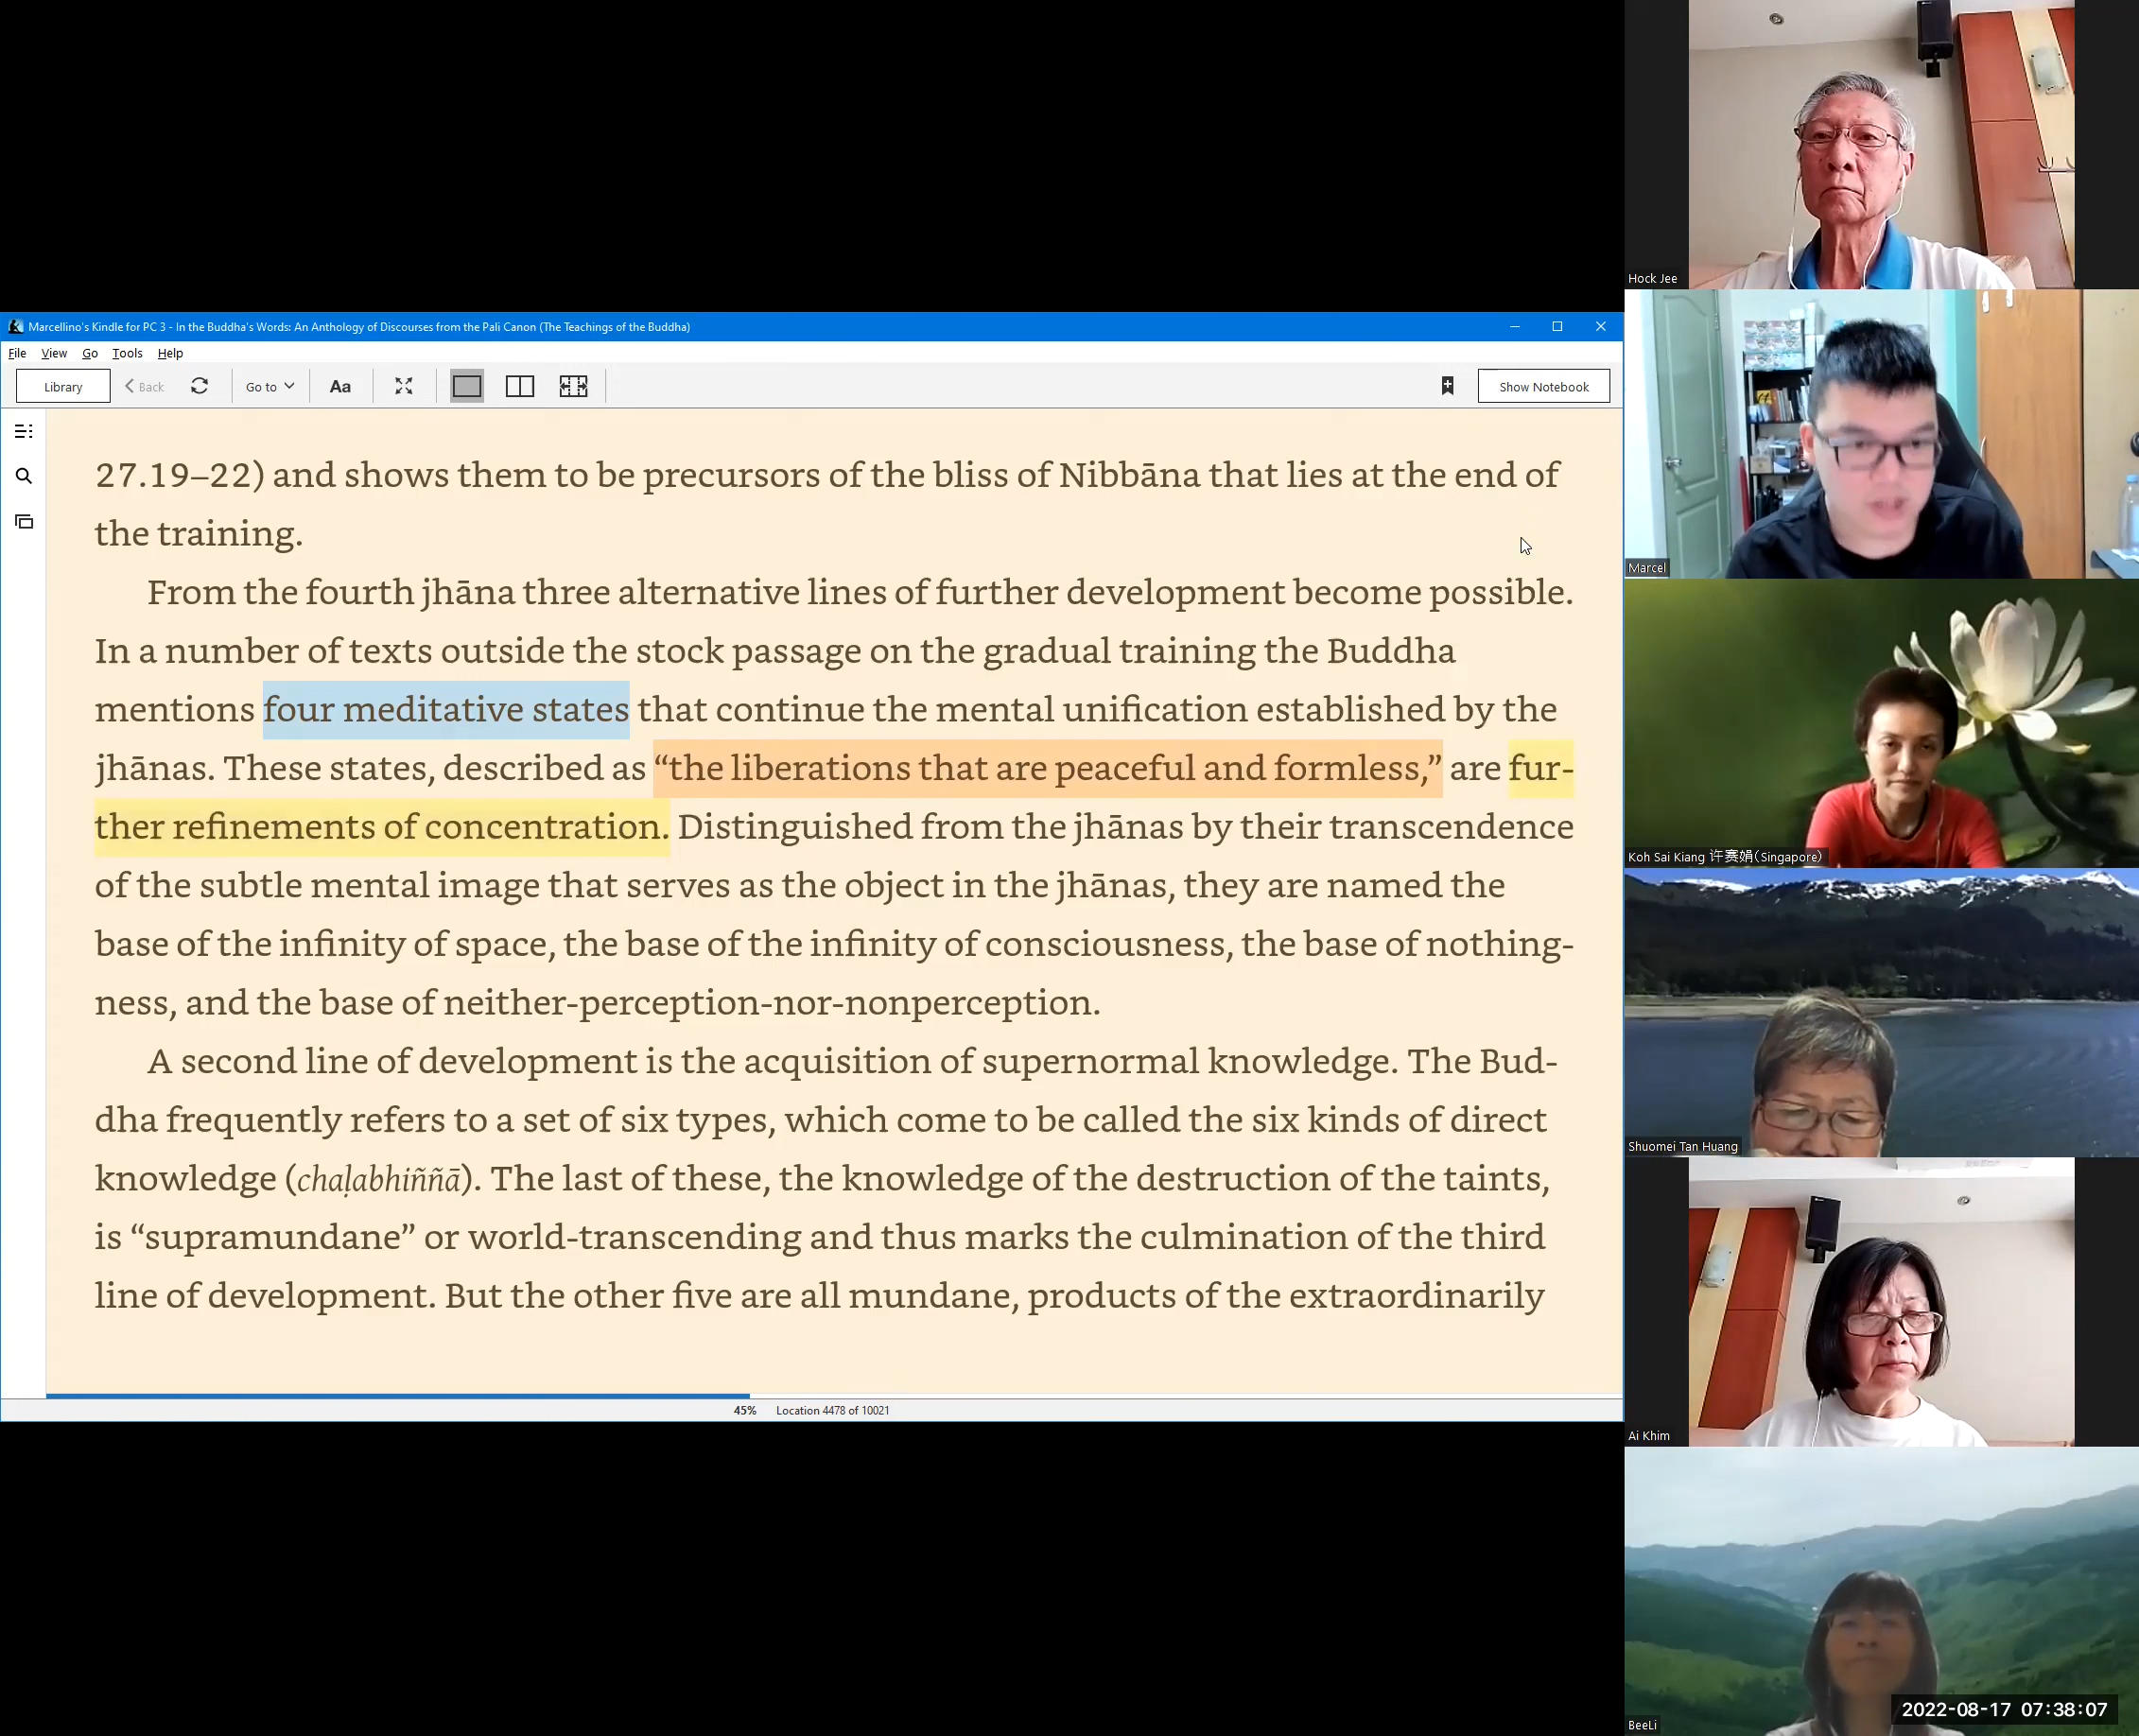 Marcellino's Kindle for PC 3 - In the Buddha's Words: An Anthology of Discourses from the Pali Canon (The Teachings of the Buddha)
File View Go Tools Help
Library Back Go to Aa Show Notebook
27.19–22) and shows them to be precursors of the bliss of Nibbāna that lies at the end of
the training.
From the fourth jhāna three alternative lines of further development become possible.
In a number of texts outside the stock passage on the gradual training the Buddha
mentions four meditative states that continue the mental unification established by the
jhānas. These states, described as “the liberations that are peaceful and formless,” are fur-
ther refinements of concentration. Distinguished from the jhānas by their transcendence
of the subtle mental image that serves as the object in the jhānas, they are named the
base of the infinity of space, the base of the infinity of consciousness, the base of nothing-
ness, and the base of neither-perception-nor-nonperception.
A second line of development is the acquisition of supernormal knowledge. The Bud-
dha frequently refers to a set of six types, which come to be called the six kinds of direct
knowledge (chaḷabhiññā). The last of these, the knowledge of the destruction of the taints,
is “supramundane” or world-transcending and thus marks the culmination of the third
line of development. But the other five are all mundane, products of the extraordinarily
45% Location 4478 of 10021
Hock Jee
Marcel
Koh Sai Kiang 许赛娟(Singapore)
Shuomei Tan Huang
Ai Khim
BeeLi
2022-08-17 07:38:07